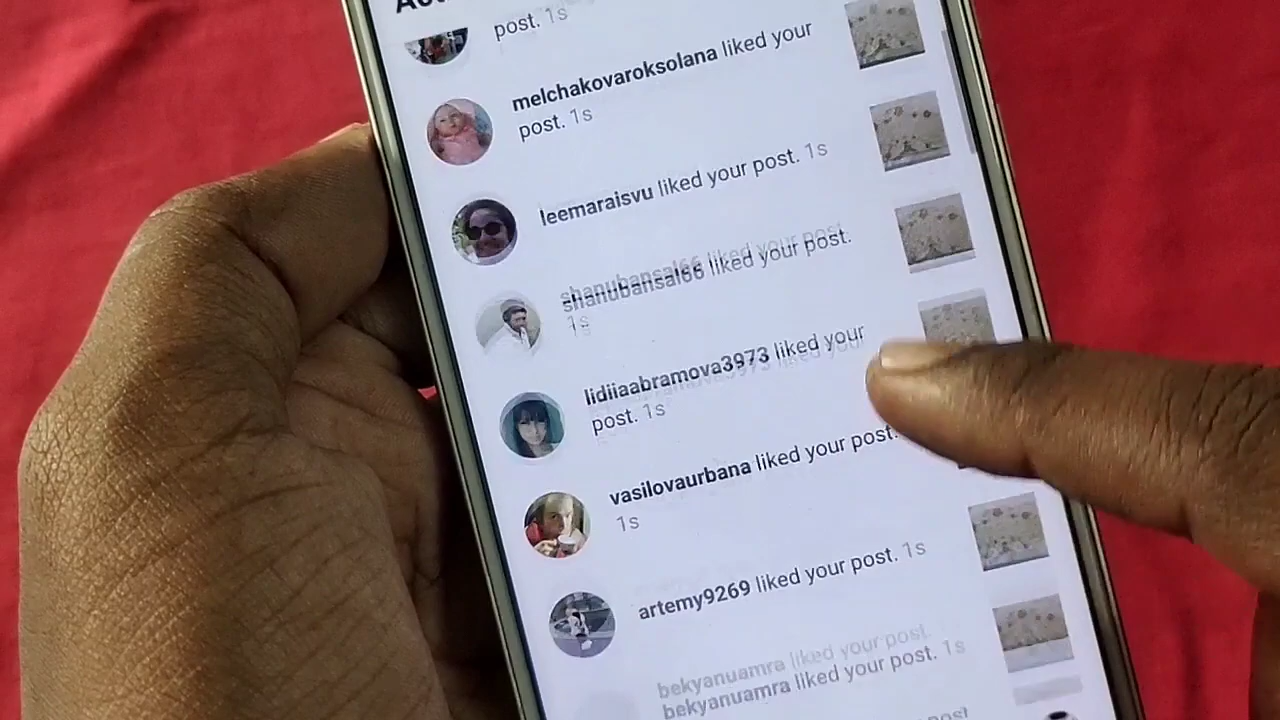 post. 1s
melchakovaroksolana liked your
post. 1s
leemaraisvu liked your post. 1s
shanubansal66 liked your post.
1s
lidiiaabramova3973 liked your
post. 1s
vasilovaurbana liked your post.
1s
artemy9269 liked your post. 1s
bekyanuamra liked your post. 1s
post